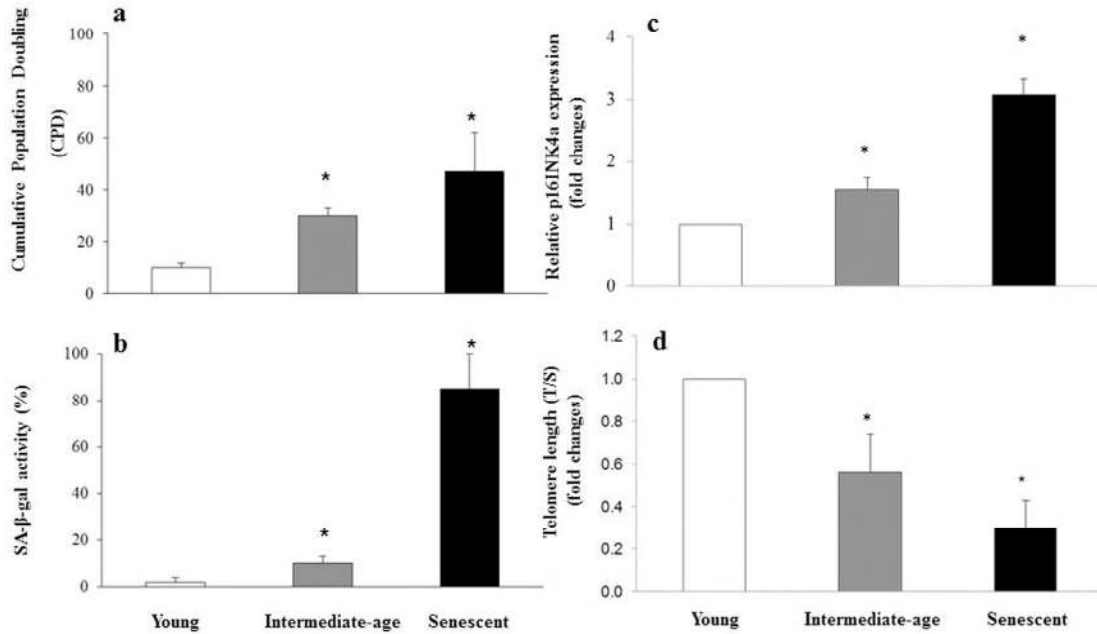 a
Cumulative Population Doubling
(CPD)
100
80
60
40
20
0
*
*
c
Relative p16INK4a expression
(fold changes)
4
3
2
1
0
*
*
b
SA-β-gal activity (%)
100
80
60
40
20
0
*
*
Young
Intermediate-age
Senescent
d
Telomere length (T/S)
(fold changes)
1.2
1.0
0.8
0.6
0.4
0.2
0.0
*
*
Young
Intermediate-age
Senescent